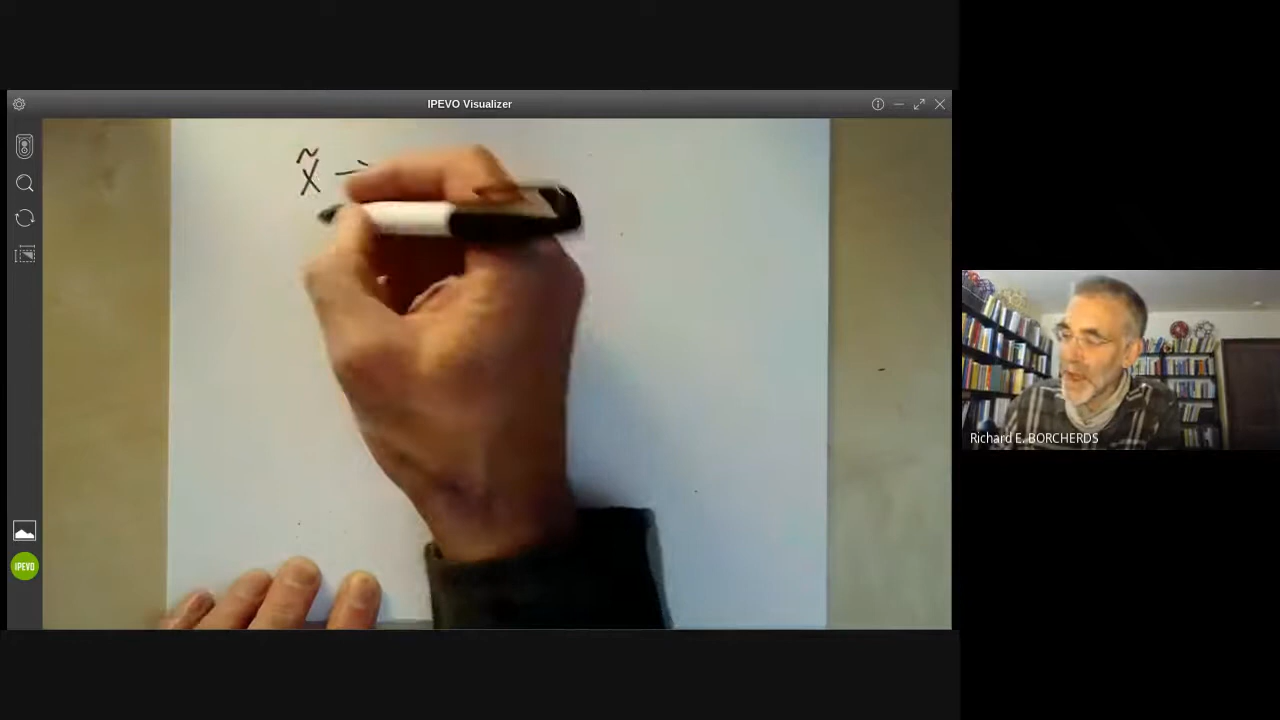 IPEVO Visualizer
X̃ →
IPEVO
Richard E. BORCHERDS